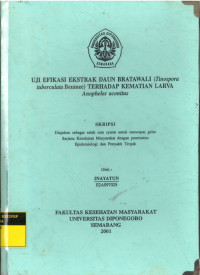 UJI EFIKASI EKSTRAK DAUN BRATAWALI (Tinospora
tuberculata Beumee) TERHADAP KEMATIAN LARVA
Anopheles aconitus
SKRIPSI
Diajukan sebagai salah satu syarat untuk mencapai gelar
Sarjana Kesehatan Masyarakat dengan peminatan
Epidemiologi dan Penyakit Tropik
Oleh :
INAYATUN
E2A097025
FAKULTAS KESEHATAN MASYARAKAT
UNIVERSITAS DIPONEGORO
SEMARANG
2001